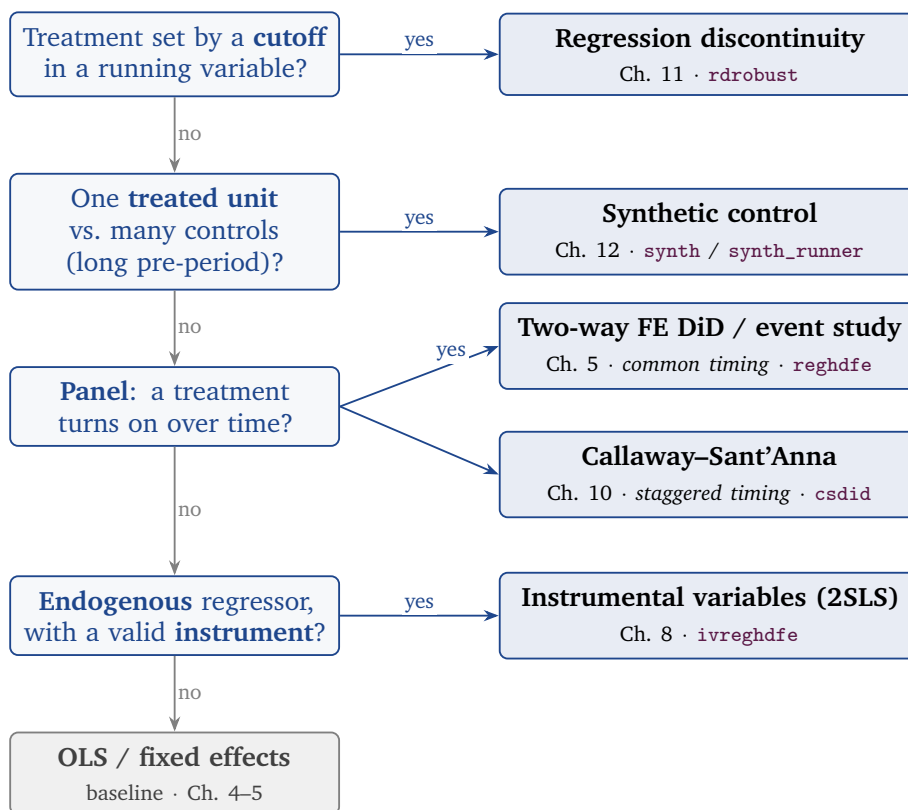 Treatment set by a cutoff
in a running variable?
yes
Regression discontinuity
Ch. 11 · rdrobust
no
One treated unit
vs. many controls
(long pre-period)?
yes
Synthetic control
Ch. 12 · synth / synth_runner
no
Panel: a treatment
turns on over time?
yes
Two-way FE DiD / event study
Ch. 5 · common timing · reghdfe
Callaway–Sant’Anna
Ch. 10 · staggered timing · csdid
no
Endogenous regressor,
with a valid instrument?
yes
Instrumental variables (2SLS)
Ch. 8 · ivreghdfe
no
OLS / fixed effects
baseline · Ch. 4–5